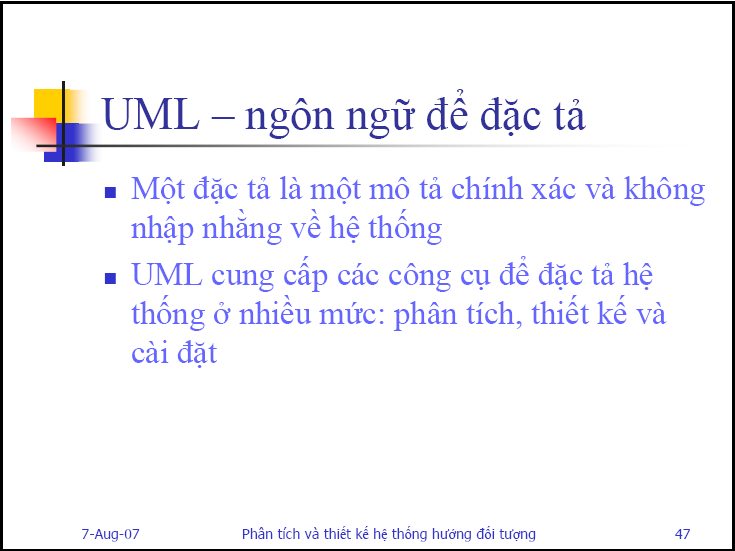 UML – ngôn ngữ để đặc tả
Một đặc tả là một mô tả chính xác và không
nhập nhằng về hệ thống
UML cung cấp các công cụ để đặc tả hệ
thống ở nhiều mức: phân tích, thiết kế và
cài đặt
7-Aug-07 Phân tích và thiết kế hệ thống hướng đối tượng 47